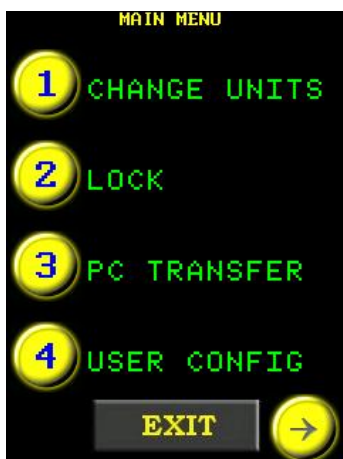 MAIN MENU
1 CHANGE UNITS
2 LOCK
3 PC TRANSFER
4 USER CONFIG
EXIT →